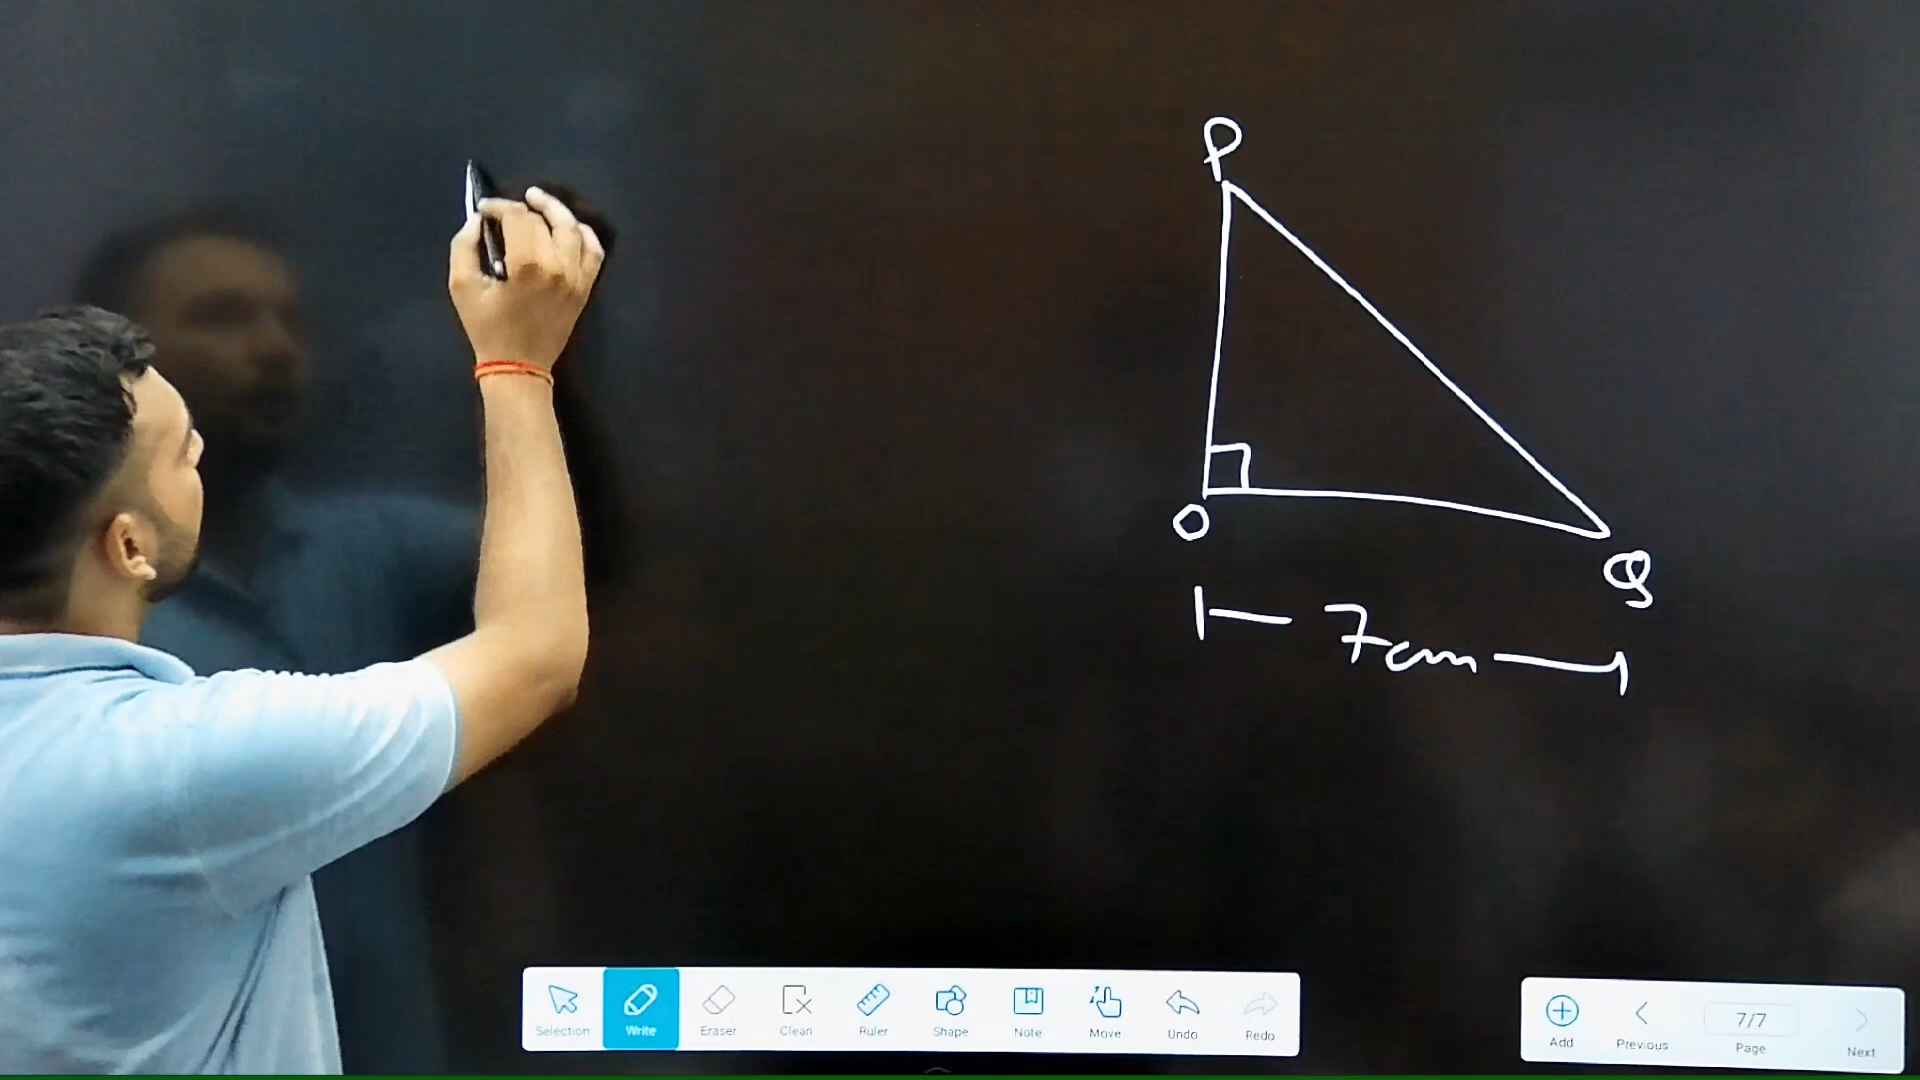 P
O
Q
7cm
Selection Write Eraser Clean Ruler Shape Note Move Undo Redo
Add Previous 7/7 Page Next